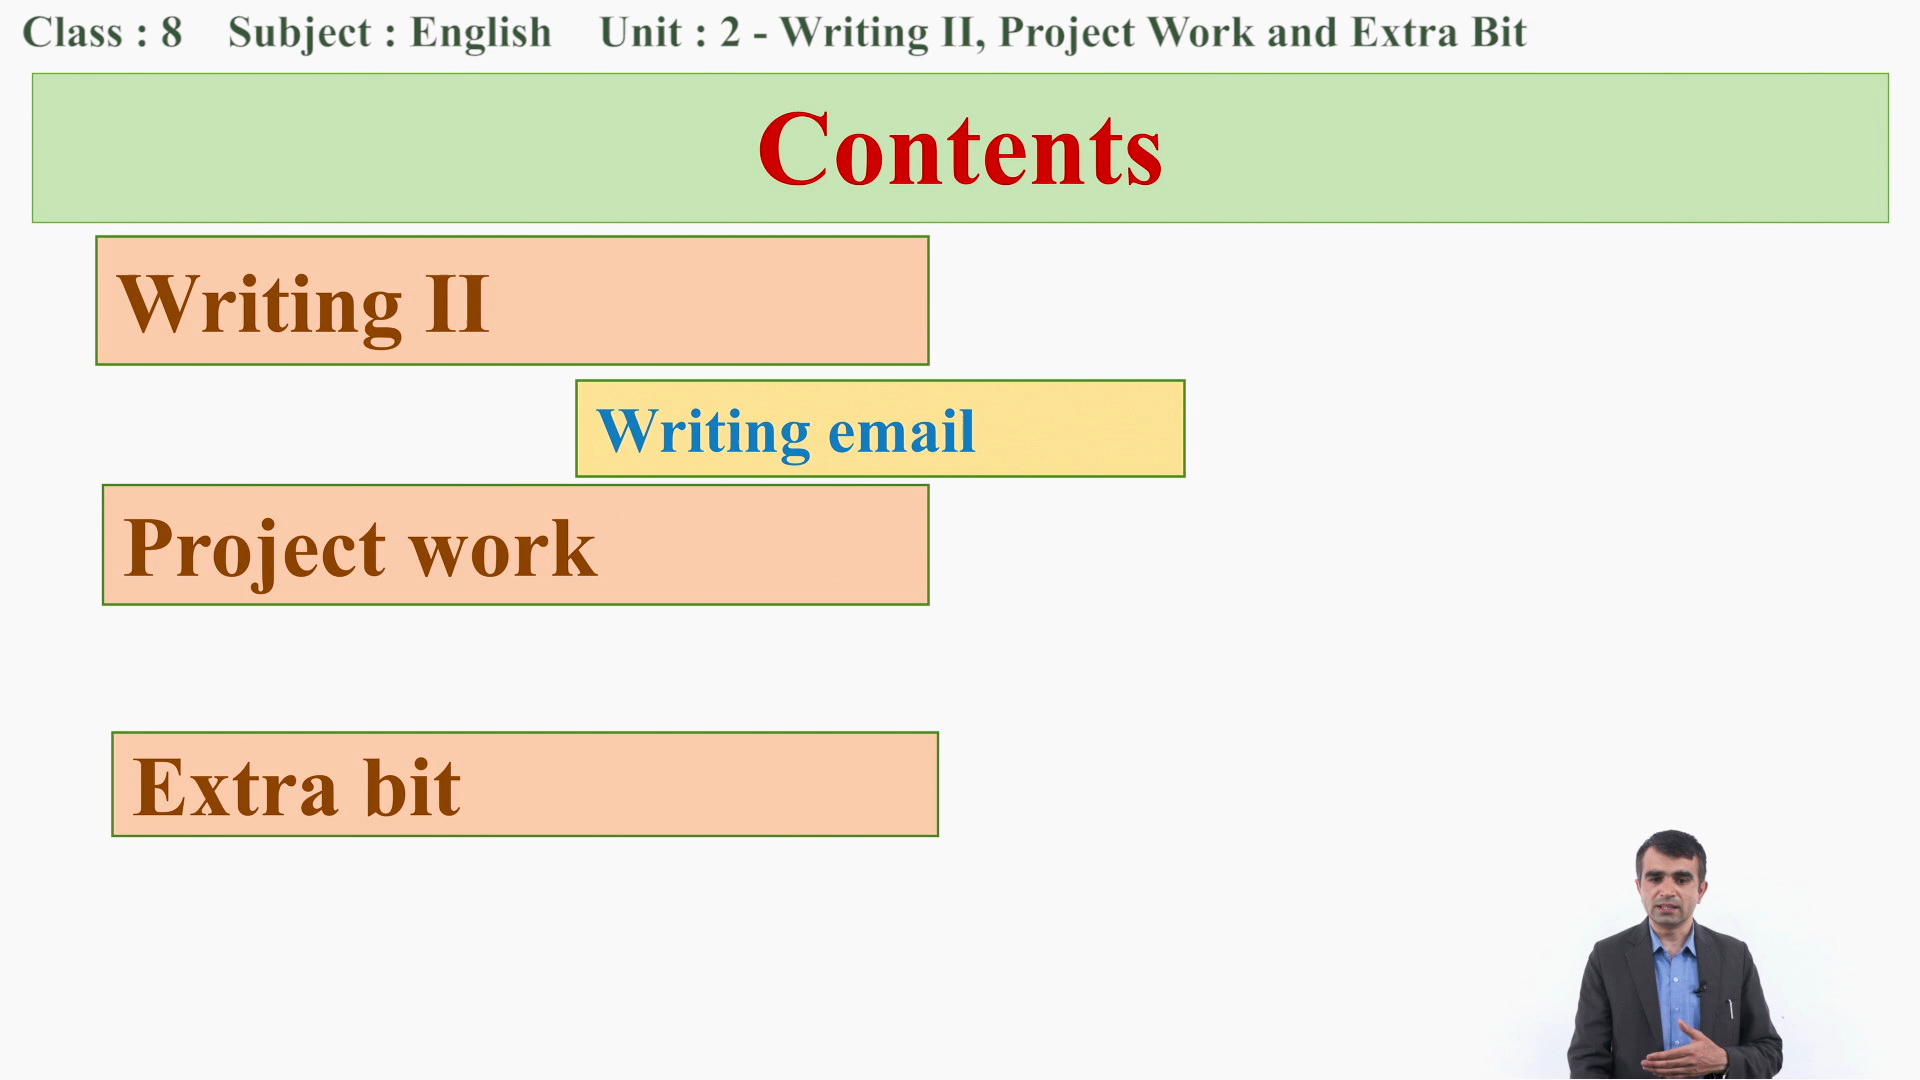 Class : 8 Subject : English Unit : 2 - Writing II, Project Work and Extra Bit
Contents
Writing II
Writing email
Project work
Extra bit